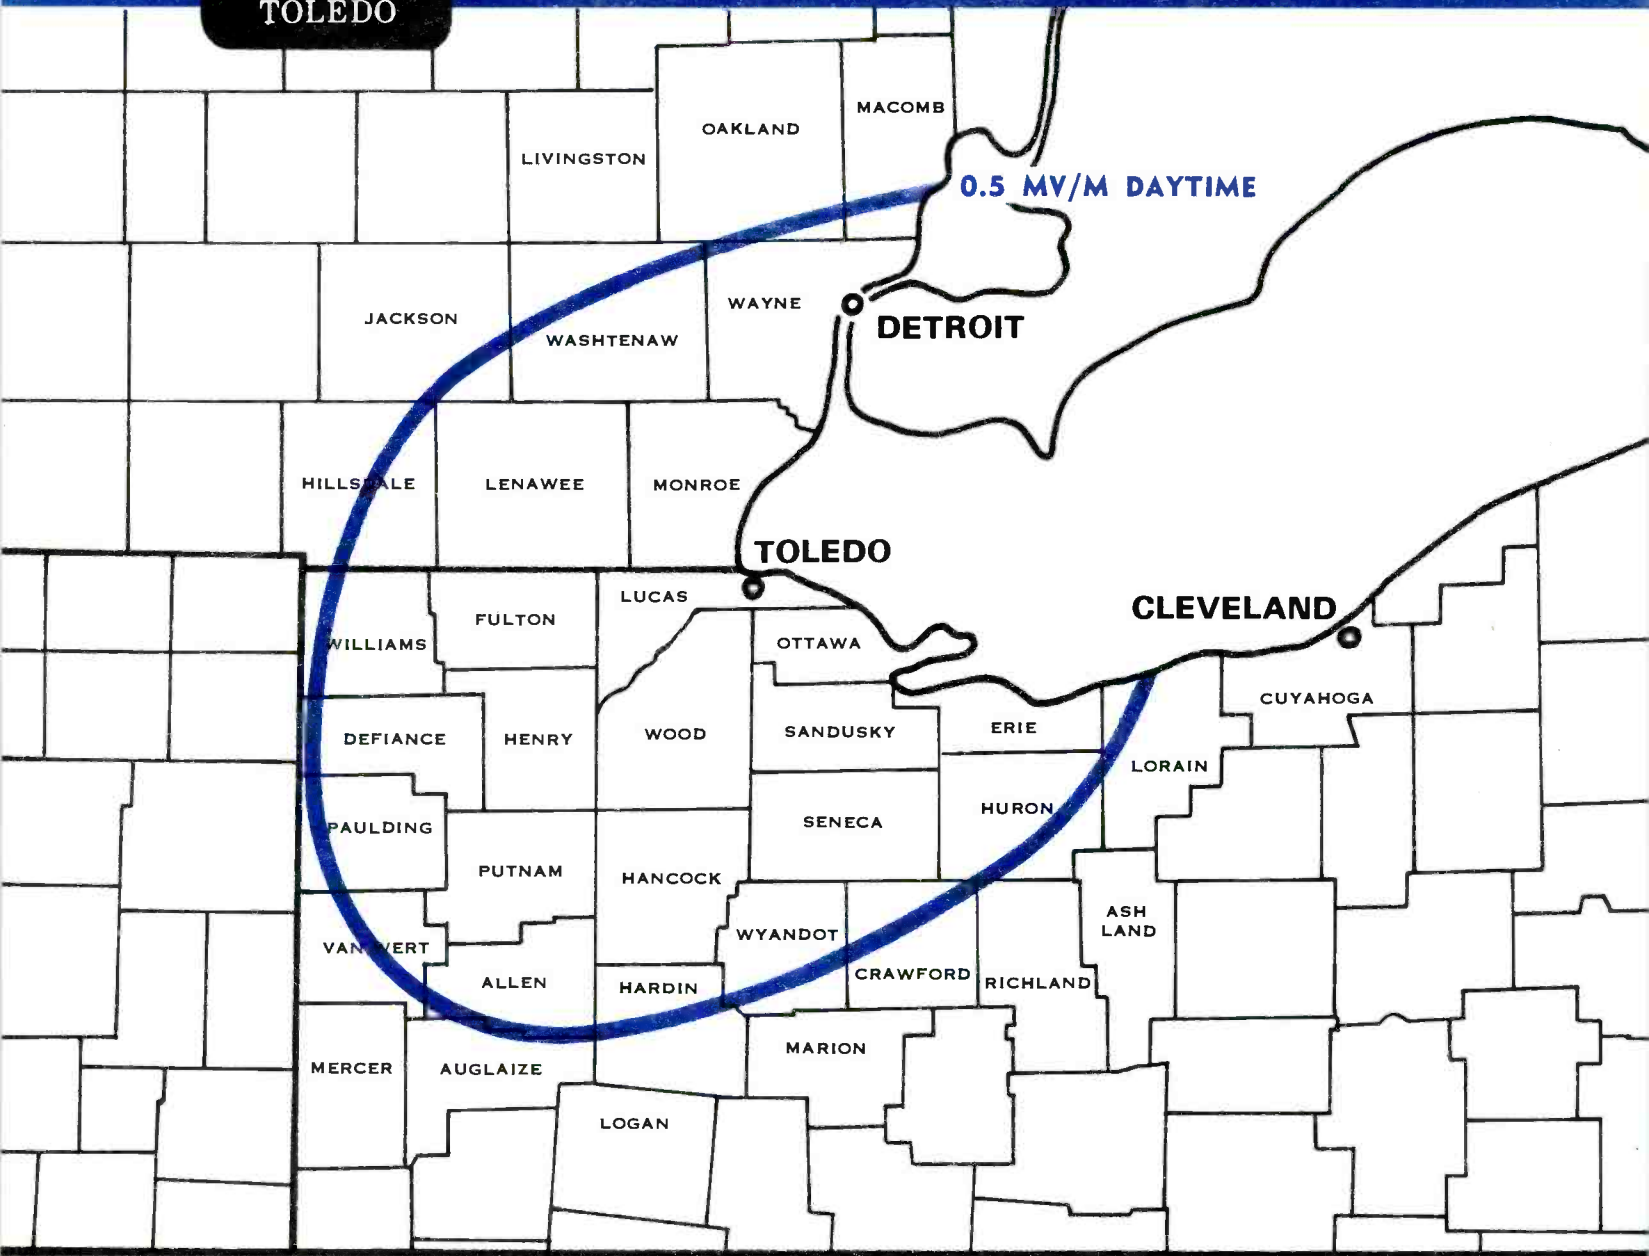 TOLEDO
MACOMB
OAKLAND
LIVINGSTON
0.5 MV/M DAYTIME
WAYNE
JACKSON
DETROIT
WASHTENAW
HILLSDALE
LENAWEE
MONROE
TOLEDO
LUCAS
CLEVELAND
FULTON
WILLIAMS
OTTAWA
CUYAHOGA
DEFIANCE
HENRY
WOOD
SANDUSKY
ERIE
LORAIN
HURON
PAULDING
SENECA
PUTNAM
HANCOCK
ASH
LAND
WYANDOT
VAN WERT
CRAWFORD
ALLEN
HARDIN
RICHLAND
MARION
MERCER
AUGLAIZE
LOGAN